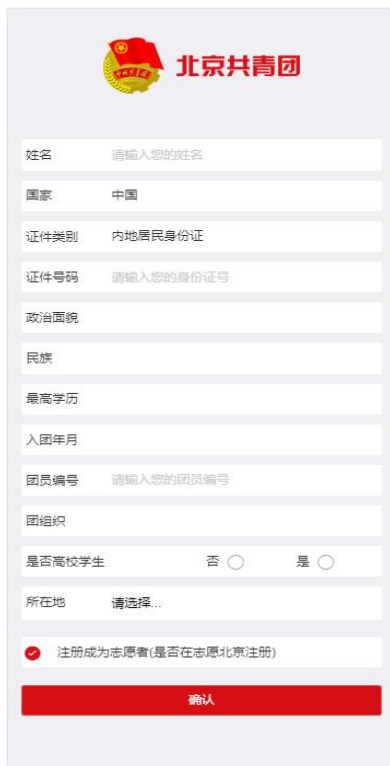 北京共青团
姓名 请输入您的姓名
国家 中国
证件类别 内地居民身份证
证件号码 请输入您的身份证号
政治面貌
民族
最高学历
入团年月
团员编号 请输入您的团员编号
团组织
是否高校学生 否 是
所在地 请选择...
注册成为志愿者(是否在志愿北京注册)
确认